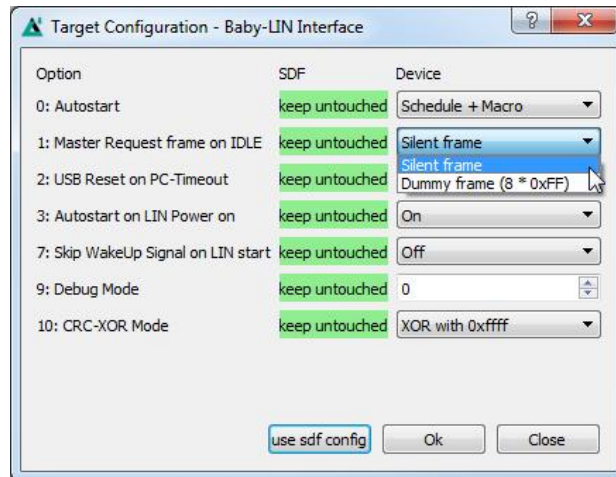 Target Configuration - Baby-LIN Interface
Option SDF Device
0: Autostart keep untouched Schedule + Macro
1: Master Request frame on IDLE keep untouched Silent frame
Silent frame
2: USB Reset on PC-Timeout keep untouched Dummy frame (8 * 0xFF)
3: Autostart on LIN Power on keep untouched On
7: Skip WakeUp Signal on LIN start keep untouched Off
9: Debug Mode keep untouched 0
10: CRC-XOR Mode keep untouched XOR with 0xffff
use sdf config Ok Close